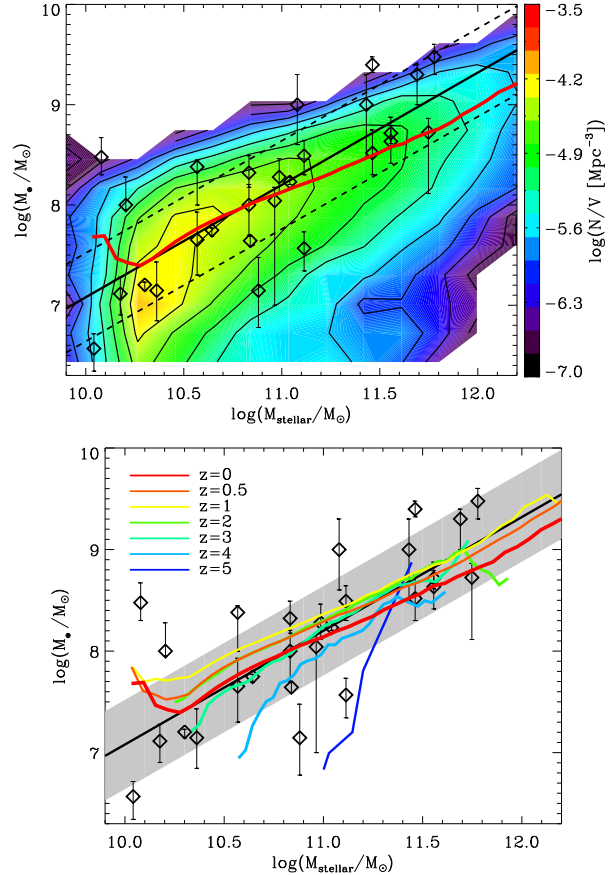 10
9
8
7
log(M●/M⊙)
10.0 10.5 11.0 11.5 12.0
log(Mstellar/M⊙)
-3.5
-4.2
-4.9
-5.6
-6.3
-7.0
log(N/V [Mpc⁻³])
10
9
8
7
log(M●/M⊙)
z=0
z=0.5
z=1
z=2
z=3
z=4
z=5
10.0 10.5 11.0 11.5 12.0
log(Mstellar/M⊙)